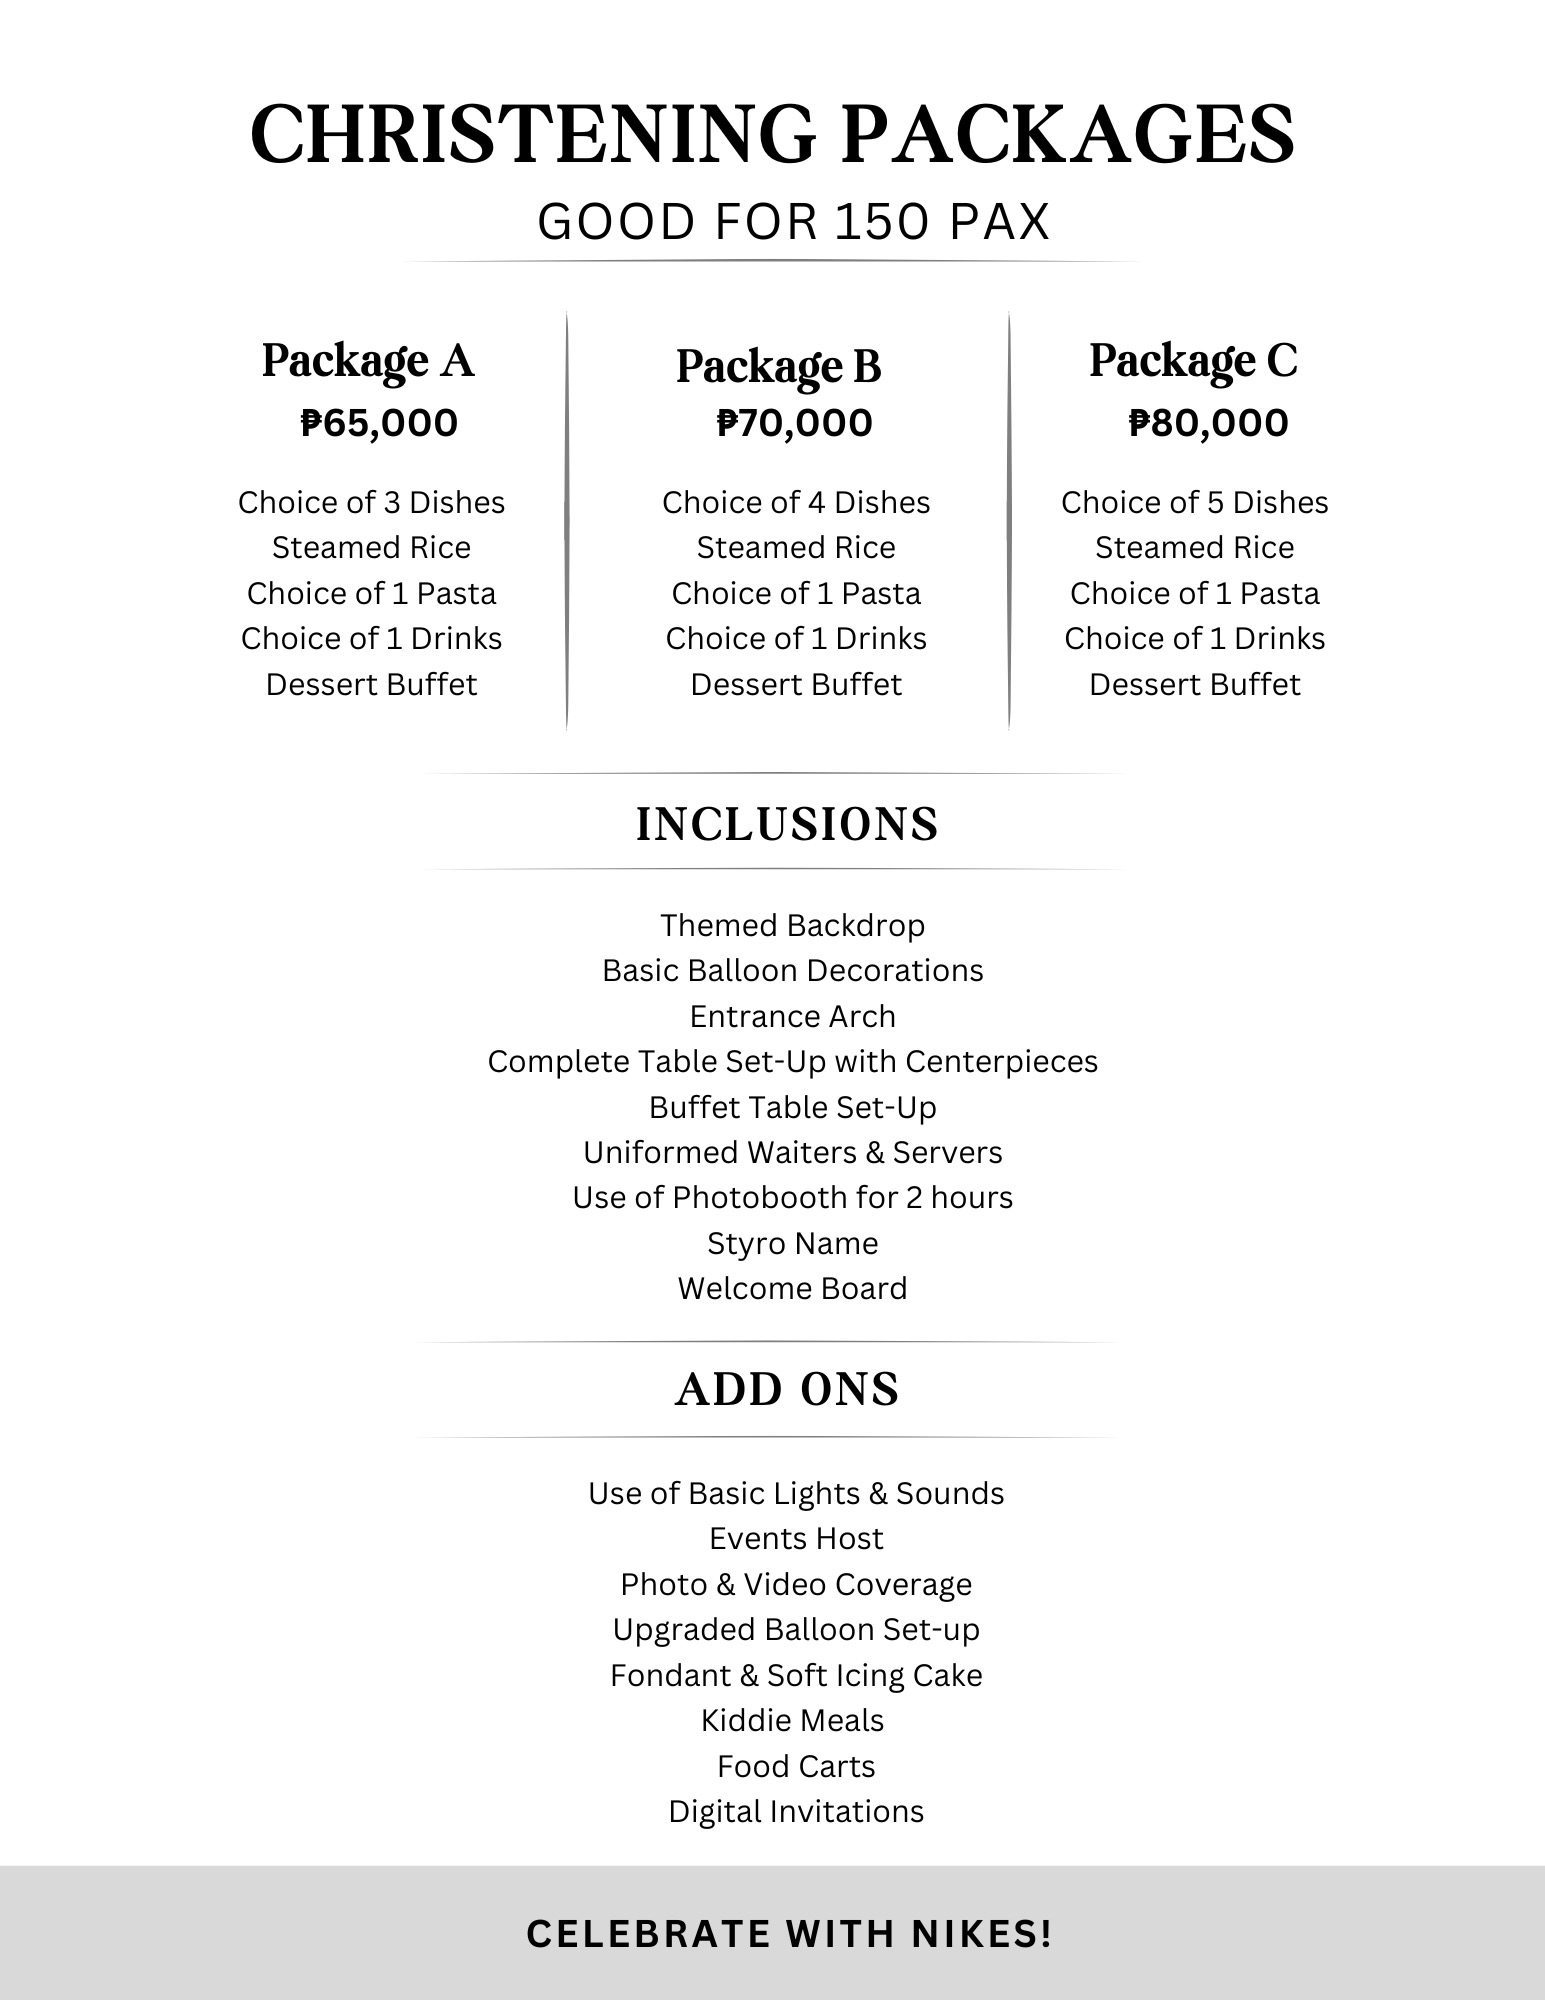 CHRISTENING PACKAGES
GOOD FOR 150 PAX
Package A
₱65,000
Choice of 3 Dishes
Steamed Rice
Choice of 1 Pasta
Choice of 1 Drinks
Dessert Buffet
Package B
₱70,000
Choice of 4 Dishes
Steamed Rice
Choice of 1 Pasta
Choice of 1 Drinks
Dessert Buffet
Package C
₱80,000
Choice of 5 Dishes
Steamed Rice
Choice of 1 Pasta
Choice of 1 Drinks
Dessert Buffet
INCLUSIONS
Themed Backdrop
Basic Balloon Decorations
Entrance Arch
Complete Table Set-Up with Centerpieces
Buffet Table Set-Up
Uniformed Waiters & Servers
Use of Photobooth for 2 hours
Styro Name
Welcome Board
ADD ONS
Use of Basic Lights & Sounds
Events Host
Photo & Video Coverage
Upgraded Balloon Set-up
Fondant & Soft Icing Cake
Kiddie Meals
Food Carts
Digital Invitations
CELEBRATE WITH NIKES!